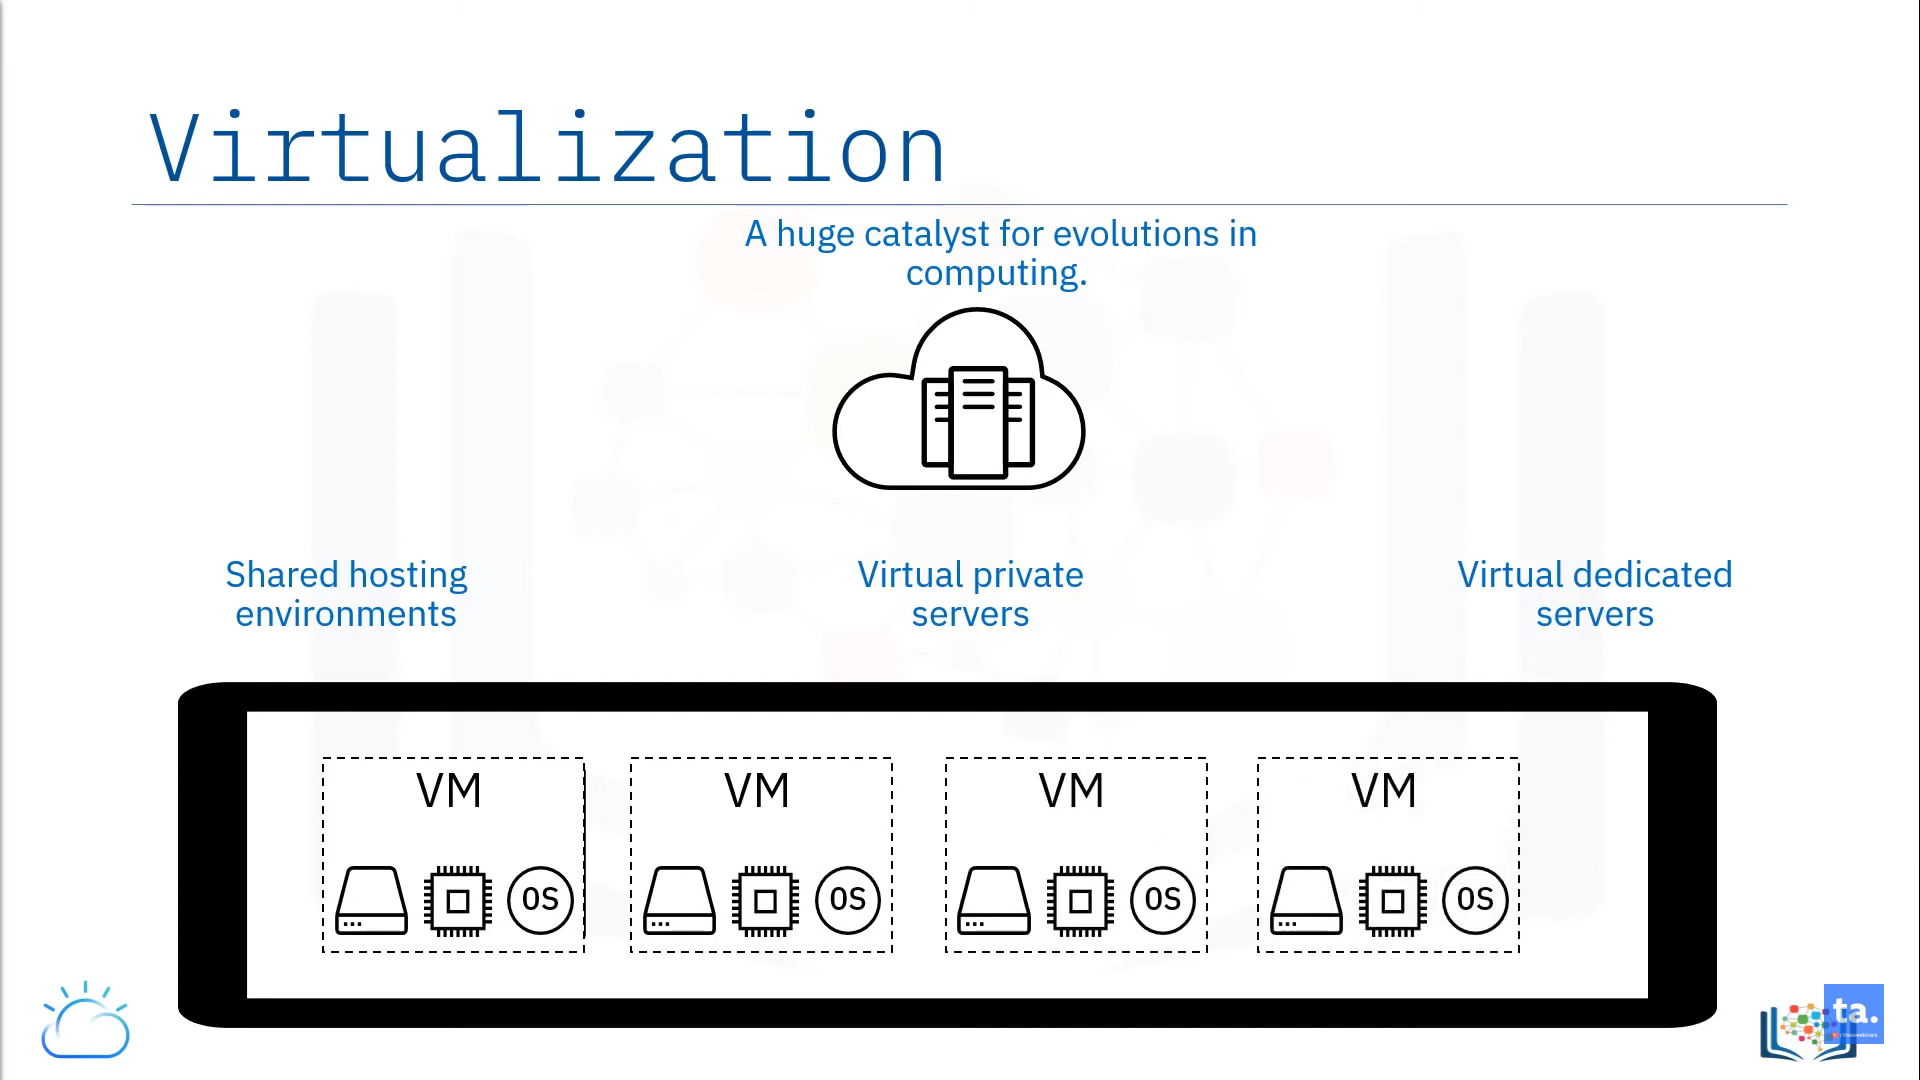 Virtualization
A huge catalyst for evolutions in
computing.
Shared hosting
environments
Virtual private
servers
Virtual dedicated
servers
VM
VM
VM
VM
OS
OS
OS
OS
ta.